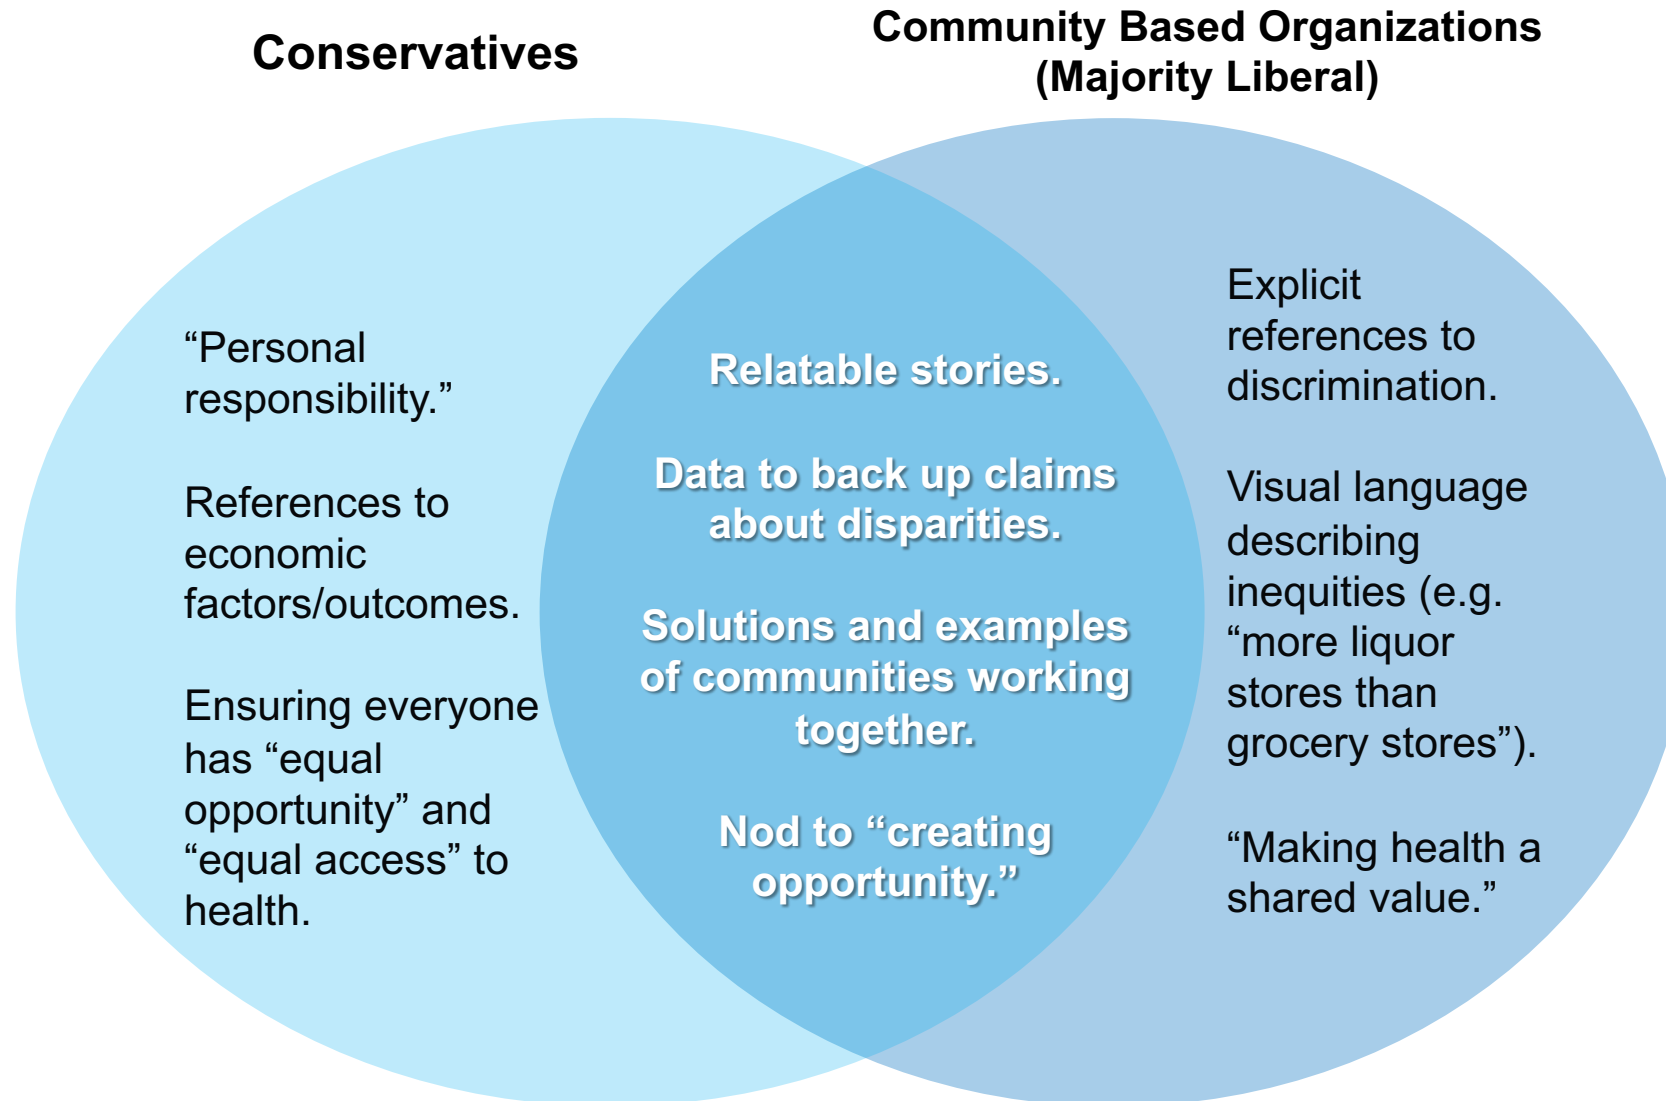 Conservatives
Community Based Organizations
(Majority Liberal)
“Personal
responsibility.”
References to
economic
factors/outcomes.
Ensuring everyone
has “equal
opportunity” and
“equal access” to
health.
Relatable stories.
Data to back up claims
about disparities.
Solutions and examples
of communities working
together.
Nod to “creating
opportunity.”
Explicit
references to
discrimination.
Visual language
describing
inequities (e.g.
“more liquor
stores than
grocery stores”).
“Making health a
shared value.”